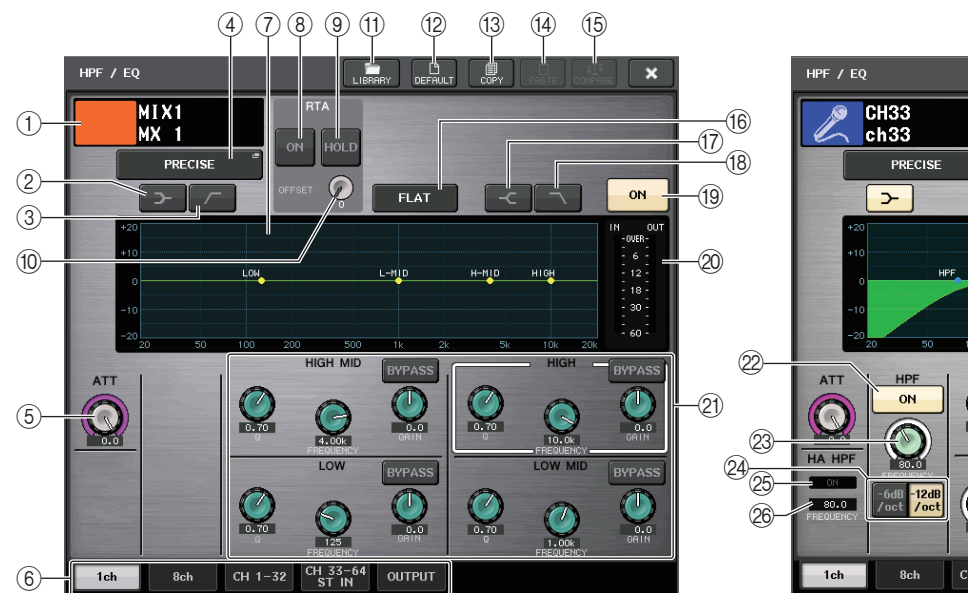 ④ ⑦ ⑧ ⑨ ⑪ ⑫ ⑬ ⑭ ⑮
HPF / EQ
LIBRARY DEFAULT COPY PASTE COMPARE ×
① MIX1
MX 1
RTA
ON HOLD
PRECISE
OFFSET
0
② ③ ⑩
FLAT
ON
⑯ ⑰ ⑱ ⑲ ⑳
+20
+10
0
-10
-20
LOW L-MID H-MID HIGH
20 50 100 200 500 1k 2k 5k 10k 20k
IN OUT
-OVER-
6
12
18
30
60
ATT
⑤
0.0
HIGH MID BYPASS
0.70
Q
4.00k
FREQUENCY
0.0
GAIN
HIGH BYPASS
0.70
Q
10.0k
FREQUENCY
0.0
GAIN
㉑
LOW BYPASS
0.70
Q
125
FREQUENCY
0.0
GAIN
LOW MID BYPASS
0.70
Q
1.00k
FREQUENCY
0.0
GAIN
⑥ 1ch 8ch CH 1-32 CH 33-64
ST IN OUTPUT
HPF / EQ
CH33
ch33
PRECISE
+20
+10
0
-10
-20
HPF
20 50
㉒ ㉓ ㉔ ㉕ ㉖
ATT
0.0
HPF
ON
80.0
FREQUENCY
HA HPF
ON
80.0
FREQUENCY
-6dB
/oct
-12dB
/oct
1ch 8ch